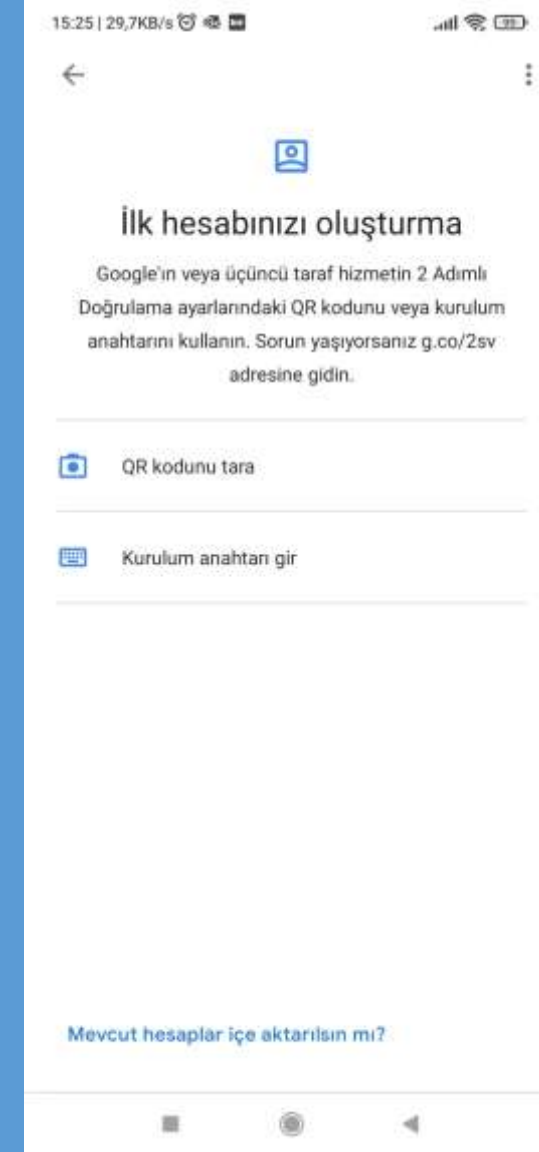 15:25 | 29,7KB/s
İlk hesabınızı oluşturma
Google'ın veya üçüncü taraf hizmetin 2 Adımlı
Doğrulama ayarlarındaki QR kodunu veya kurulum
anahtarını kullanın. Sorun yaşıyorsanız g.co/2sv
adresine gidin.
QR kodunu tara
Kurulum anahtarı gir
Mevcut hesaplar içe aktarılsın mı?